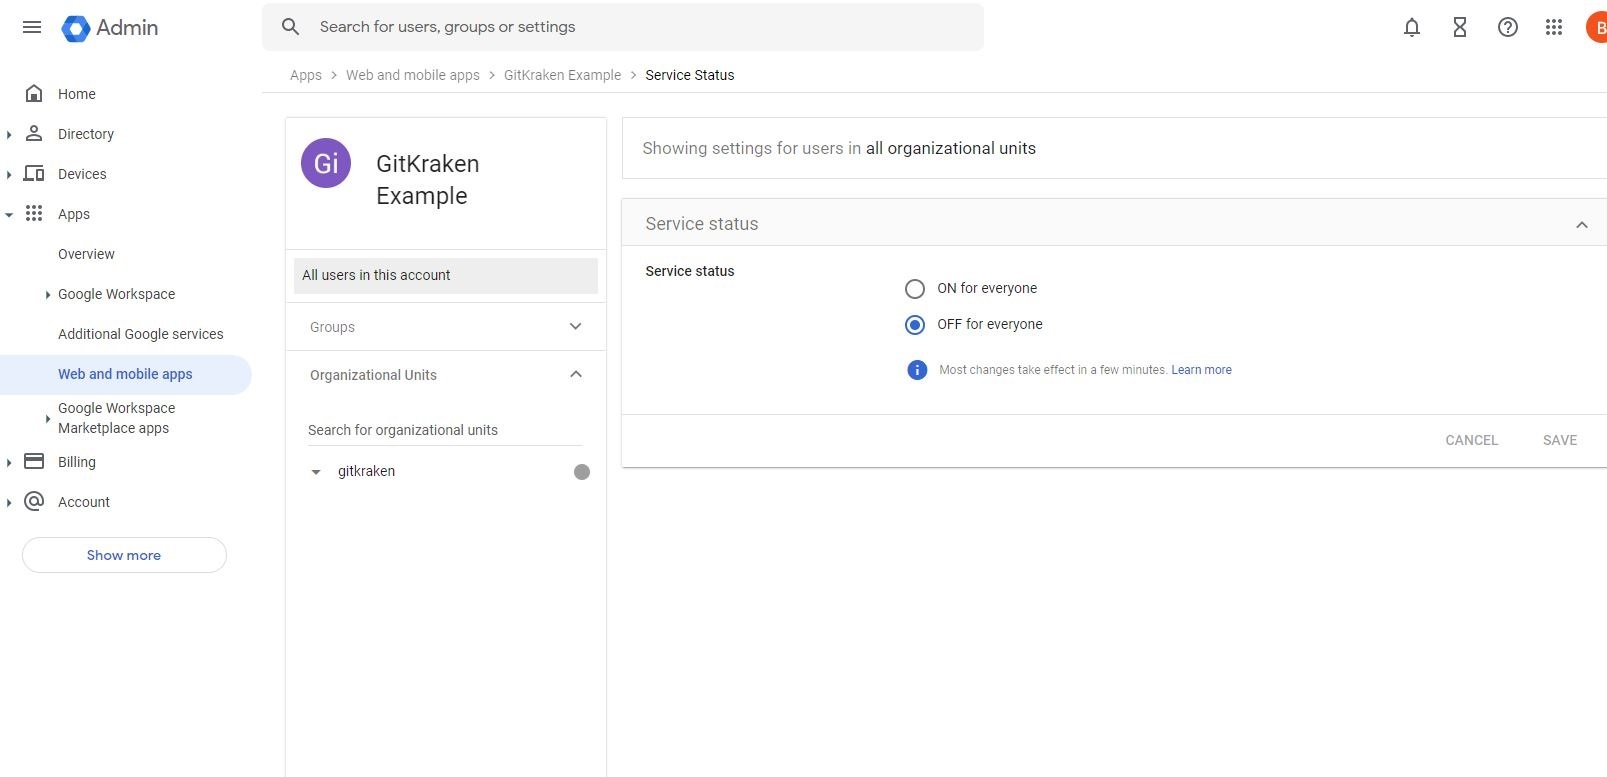 Admin
Search for users, groups or settings
B
Apps > Web and mobile apps > GitKraken Example > Service Status
Home
Directory
Devices
Apps
Overview
Google Workspace
Additional Google services
Web and mobile apps
Google Workspace
Marketplace apps
Billing
Account
Show more
Gi
GitKraken
Example
All users in this account
Groups
Organizational Units
Search for organizational units
gitkraken
Showing settings for users in all organizational units
Service status
Service status
ON for everyone
OFF for everyone
Most changes take effect in a few minutes. Learn more
CANCEL SAVE